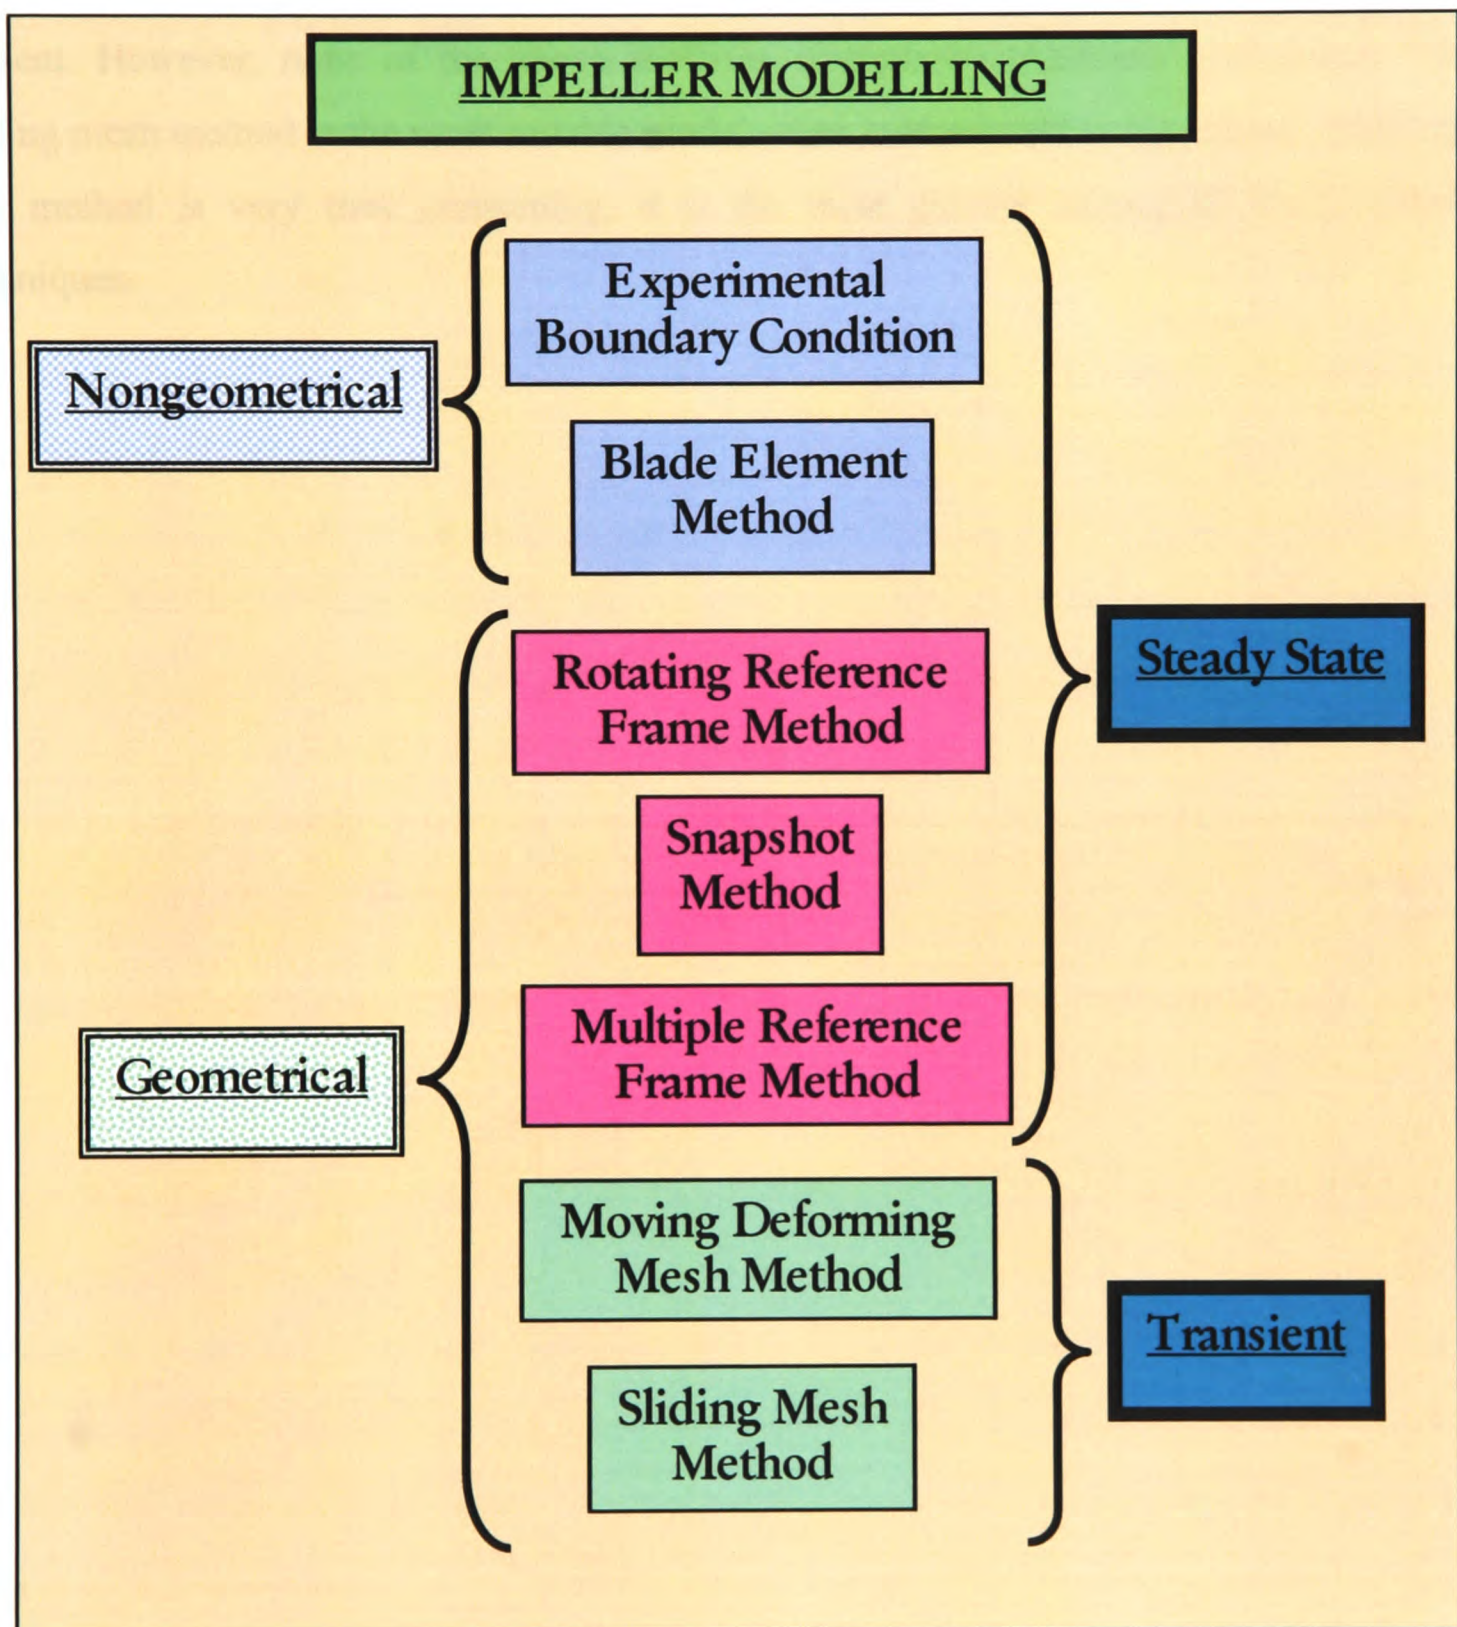 IMPELLER MODELLING
Nongeometrical
Experimental
Boundary Condition
Blade Element
Method
Rotating Reference
Frame Method
Snapshot
Method
Multiple Reference
Frame Method
Geometrical
Moving Deforming
Mesh Method
Sliding Mesh
Method
Steady State
Transient